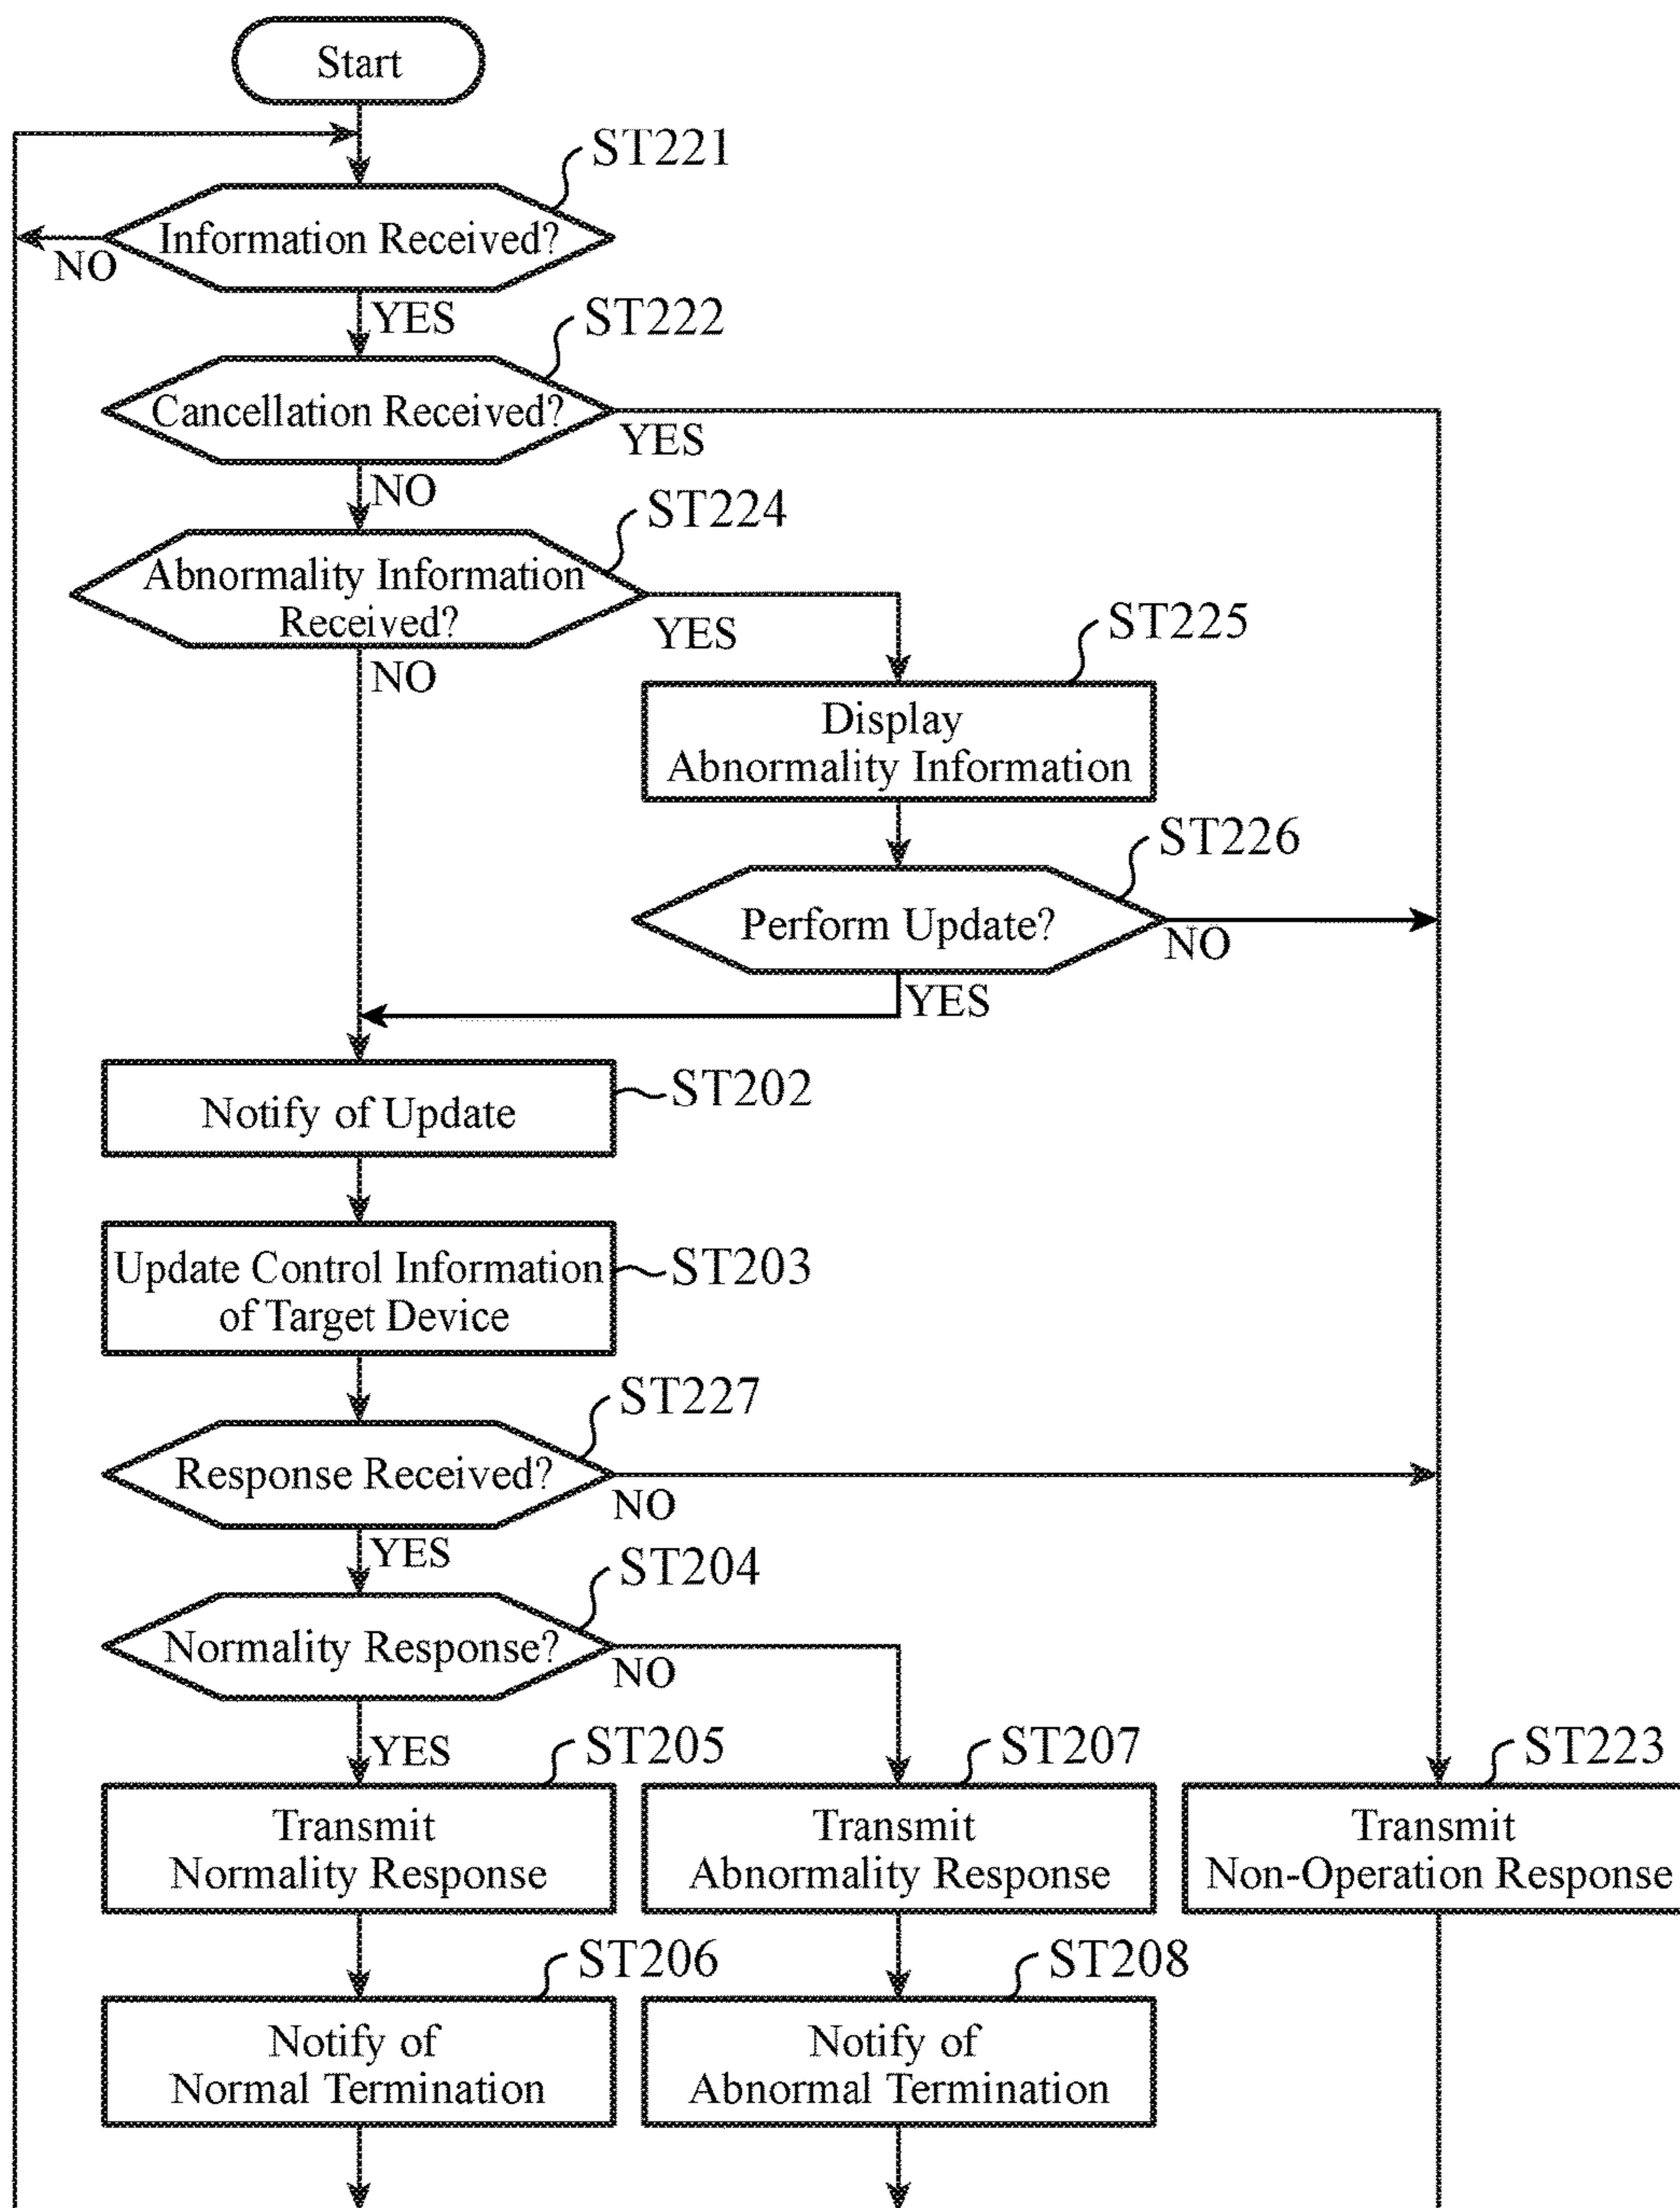 Start
ST221
Information Received?
NO
YES
ST222
Cancellation Received?
YES
NO
ST224
Abnormality Information
Received?
YES
NO
ST225
Display
Abnormality Information
ST226
Perform Update?
NO
YES
Notify of Update
ST202
Update Control Information
of Target Device
ST203
ST227
Response Received?
NO
YES
ST204
Normality Response?
NO
YES
ST205
Transmit
Normality Response
ST207
Transmit
Abnormality Response
ST223
Transmit
Non-Operation Response
ST206
Notify of
Normal Termination
ST208
Notify of
Abnormal Termination